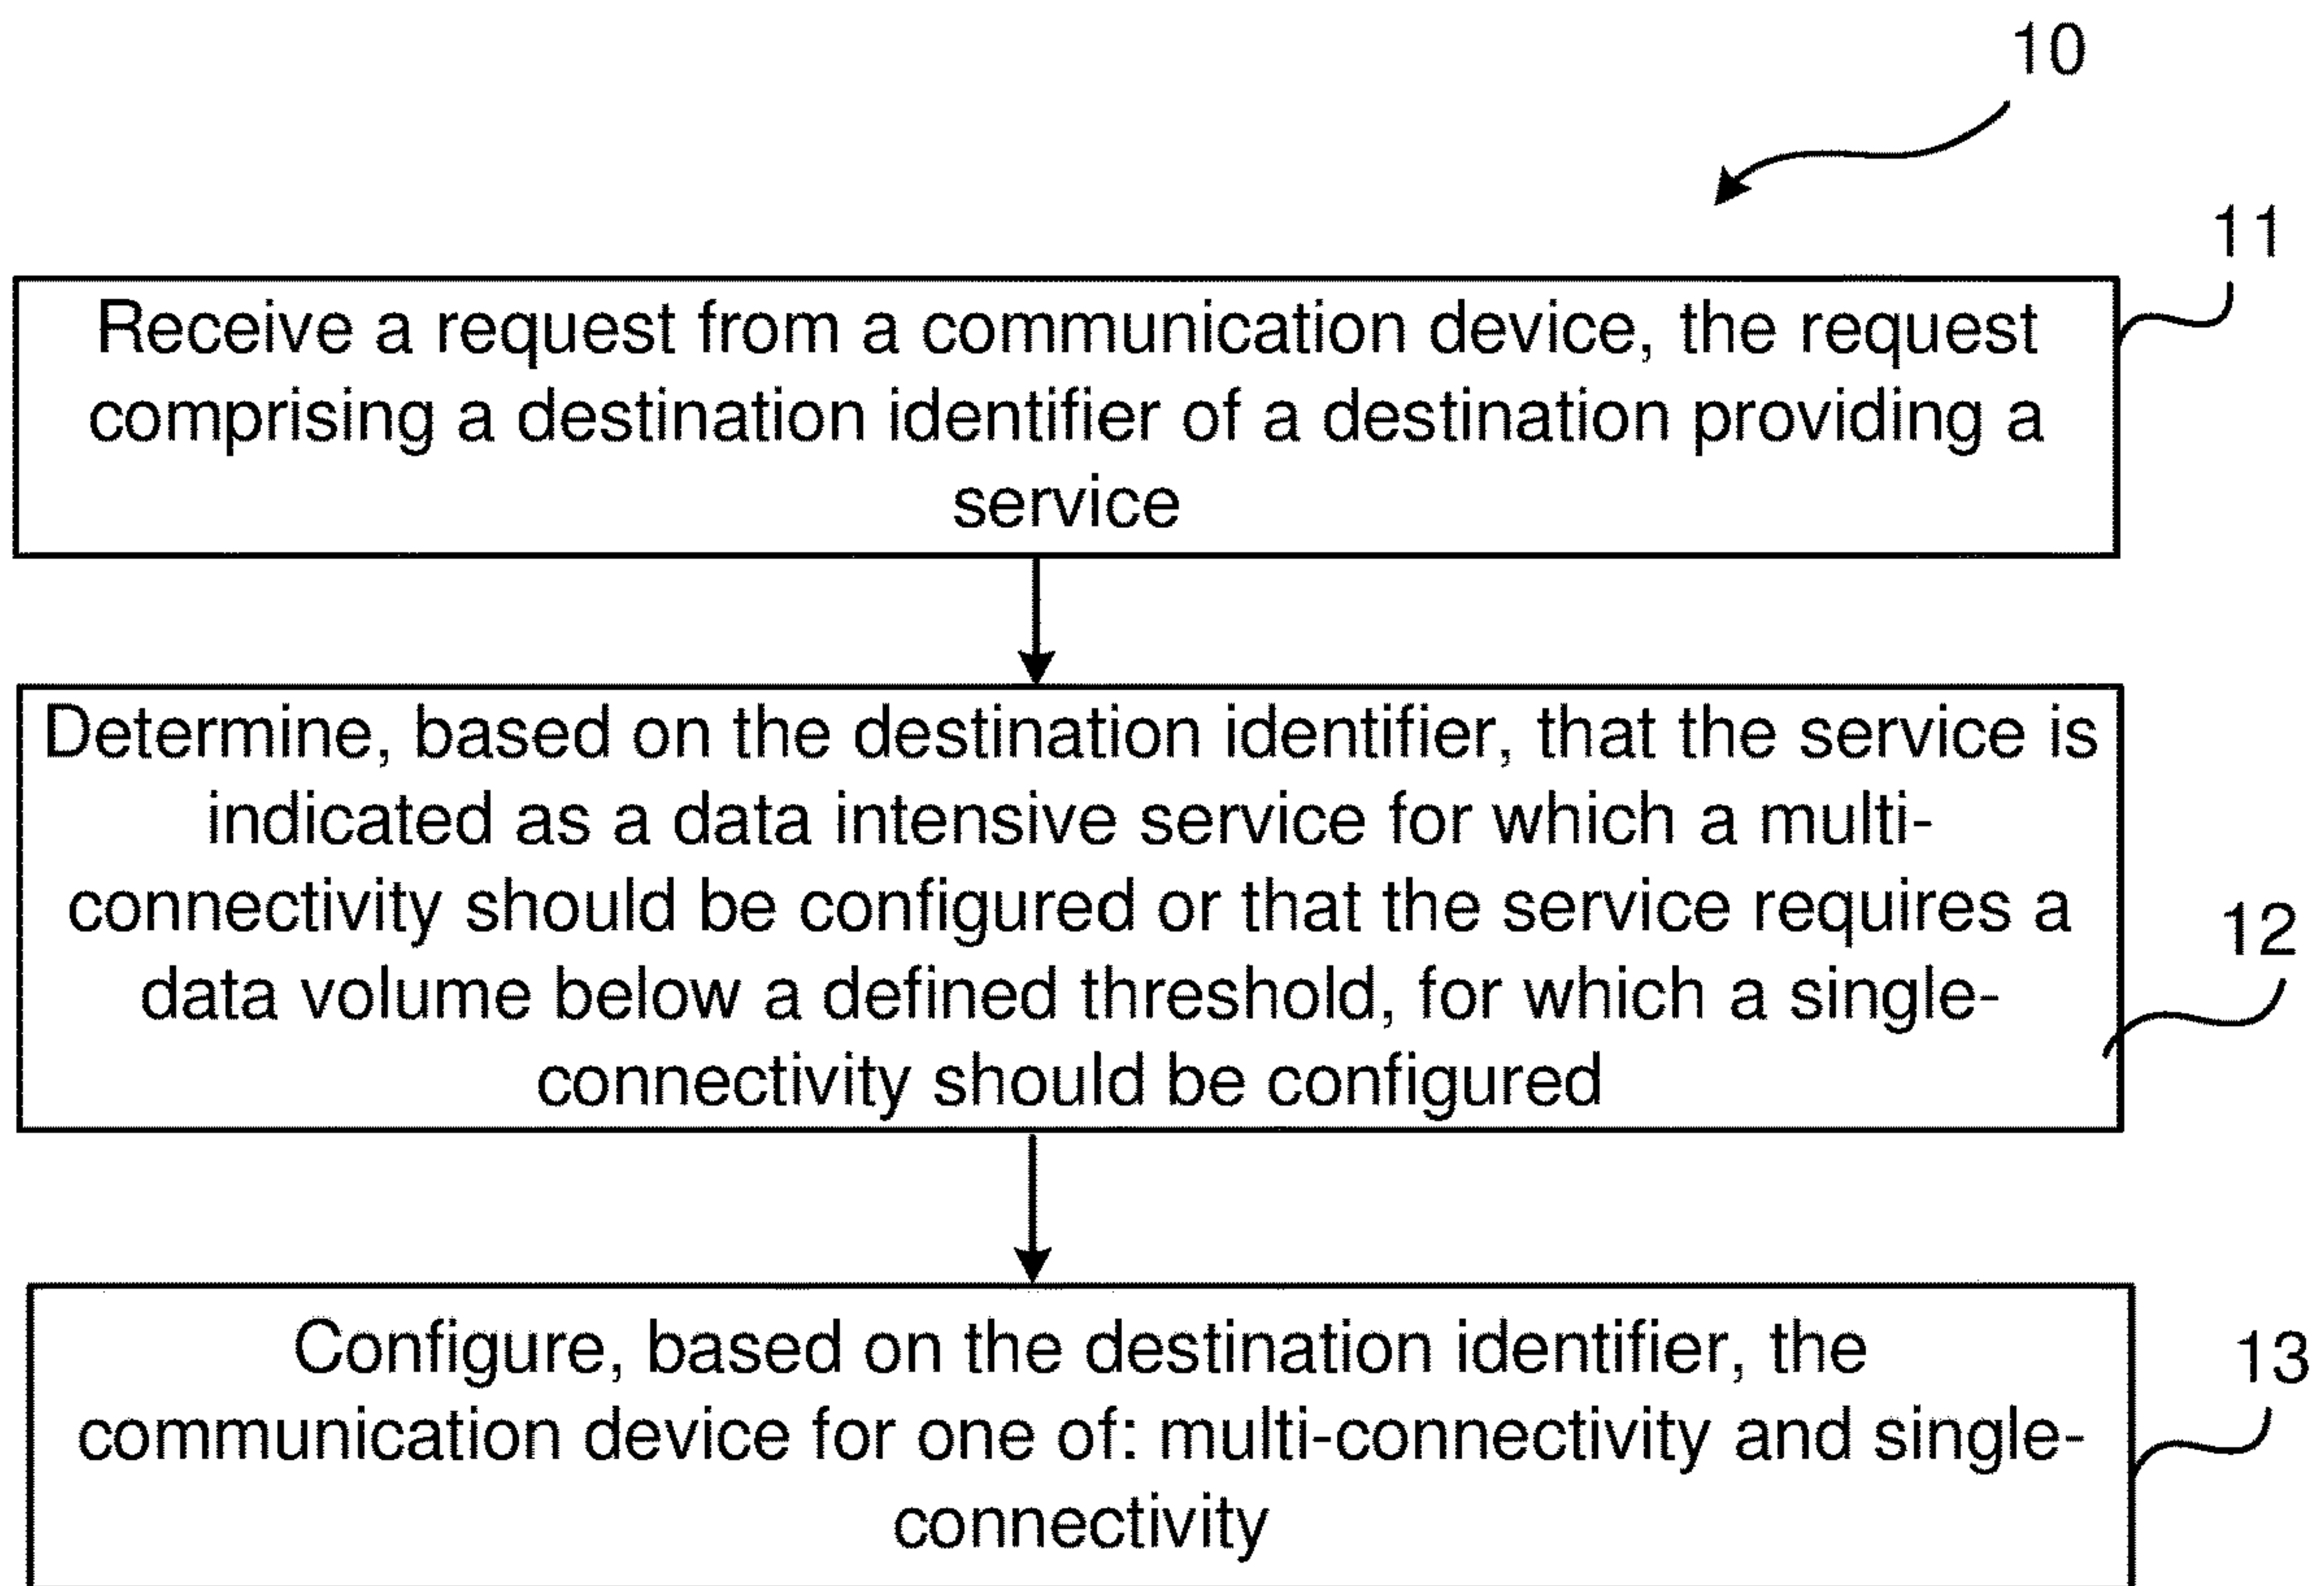 10
11
Receive a request from a communication device, the request
comprising a destination identifier of a destination providing a
service
Determine, based on the destination identifier, that the service is
indicated as a data intensive service for which a multi-
connectivity should be configured or that the service requires a
data volume below a defined threshold, for which a single-
connectivity should be configured
12
Configure, based on the destination identifier, the
communication device for one of: multi-connectivity and single-
connectivity
13